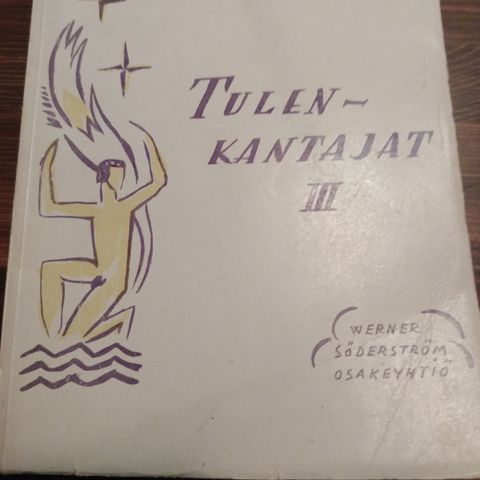 TULEN-
KANTAJAT
III
WERNER
SÖDERSTRÖM
OSAKEYHTIÖ